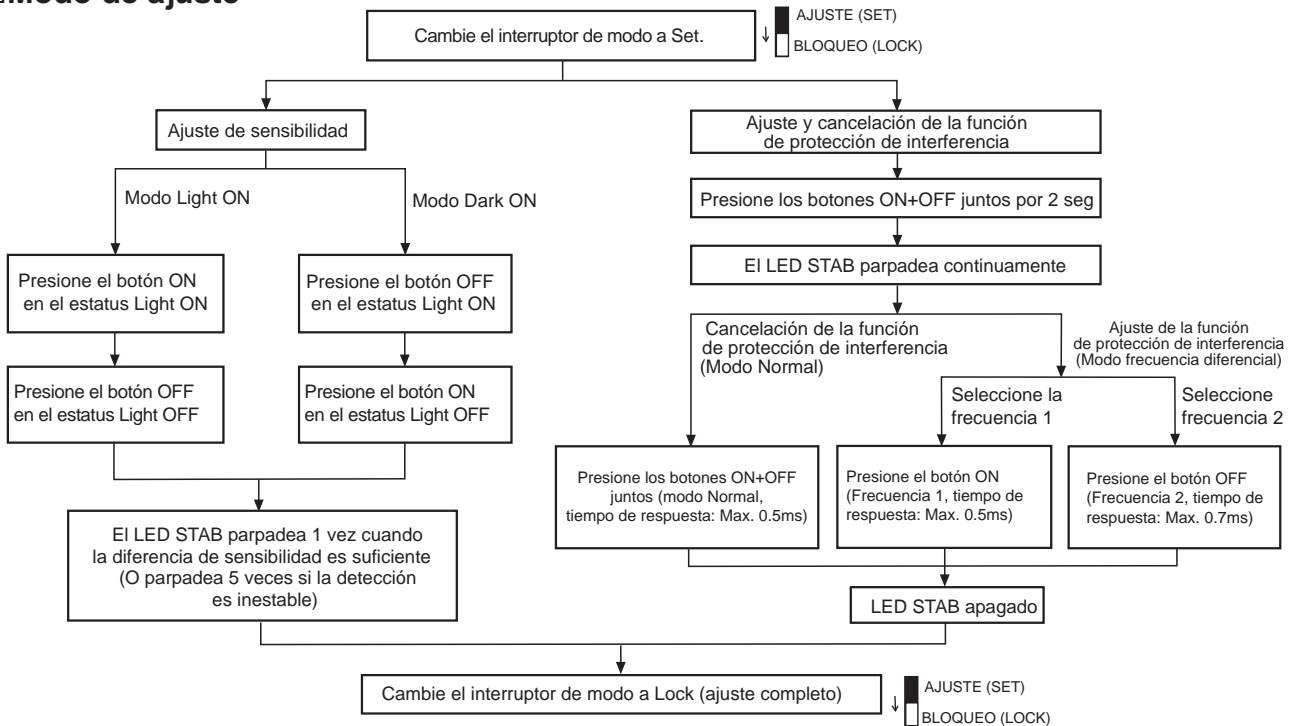 Modo de ajuste
Cambie el interruptor de modo a Set.
AJUSTE (SET)
BLOQUEO (LOCK)
Ajuste de sensibilidad
Modo Light ON
Modo Dark ON
Presione el botón ON
en el estatus Light ON
Presione el botón OFF
en el estatus Light ON
Presione el botón OFF
en el estatus Light OFF
Presione el botón ON
en el estatus Light OFF
El LED STAB parpadea 1 vez cuando
la diferencia de sensibilidad es suficiente
(O parpadea 5 veces si la detección
es inestable)
Ajuste y cancelación de la función
de protección de interferencia
Presione los botones ON+OFF juntos por 2 seg
El LED STAB parpadea continuamente
Cancelación de la función
de protección de interferencia
(Modo Normal)
Ajuste de la función
de protección de interferencia
(Modo frecuencia diferencial)
Seleccione la
frecuencia 1
Seleccione
frecuencia 2
Presione los botones ON+OFF
juntos (modo Normal,
tiempo de respuesta: Max. 0.5ms)
Presione el botón ON
(Frecuencia 1, tiempo de
respuesta: Max. 0.5ms)
Presione el botón OFF
(Frecuencia 2, tiempo de
respuesta: Max. 0.7ms)
LED STAB apagado
Cambie el interruptor de modo a Lock (ajuste completo)
AJUSTE (SET)
BLOQUEO (LOCK)